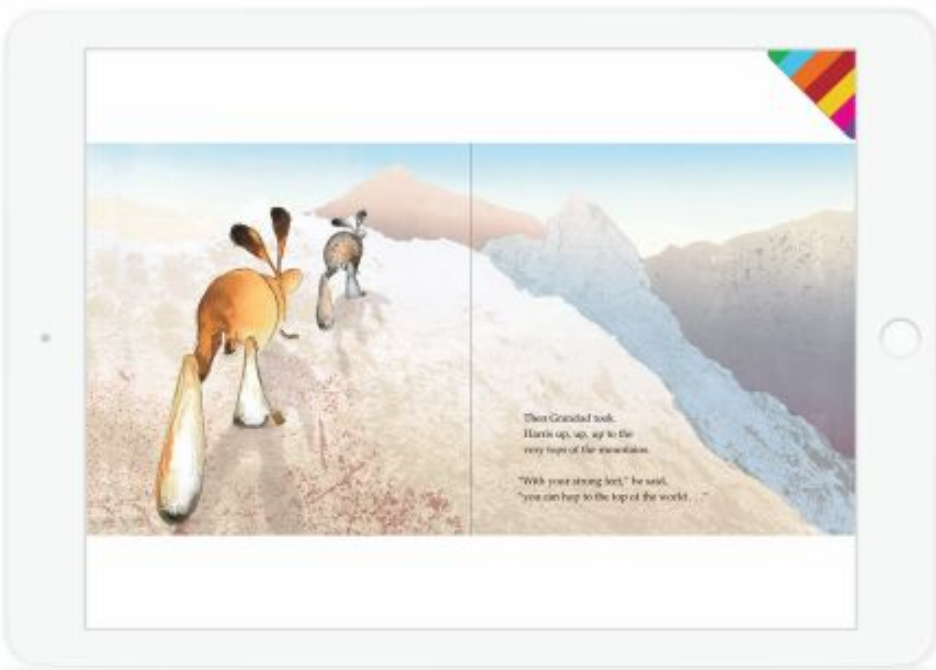 Then Grandad took
Harris up, up, up to the
very tops of the mountains.
"With your strong feet," he said,
"you can hop to the top of the world. . ."